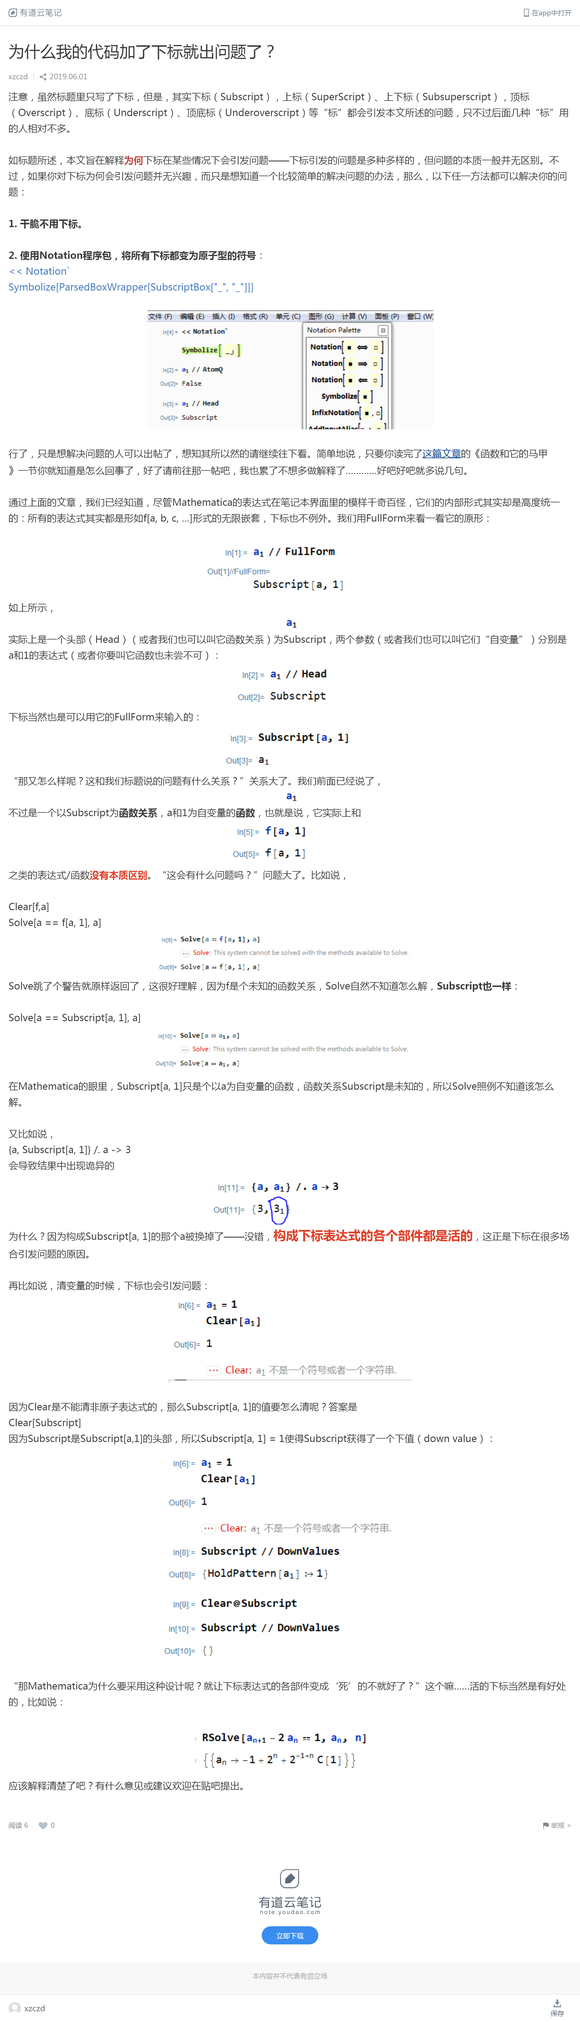 有道云笔记
在app中打开
为什么我的代码加了下标就出问题了？
xzczd
2019.06.01
注意，虽然标题里只写了下标，但是，其实下标（Subscript），上标（SuperScript）、上下标（Subsuperscript），顶标
（Overscript）、底标（Underscript）、顶底标（Underoverscript）等“标”都会引发本文所述的问题，只不过后面几种“标”用
的人相对不多。
如标题所述，本文旨在解释为何下标在某些情况下会引发问题——下标引发的问题是多种多样的，但问题的本质一般并无区别。不
过，如果你对下标为何会引发问题并无兴趣，而只是想知道一个比较简单的解决问题的办法，那么，以下任一方法都可以解决你的问
题：
1. 干脆不用下标。
2. 使用Notation程序包，将所有下标都变为原子型的符号：
<< Notation`
Symbolize[ParsedBoxWrapper[SubscriptBox["_", "_"]]]
文件 (F) 编辑 (E) 插入 (I) 格式 (R) 单元 (C) 图形 (G) 计算 (V) 面板 (P) 窗口 (W)
In[4]:= << Notation`
Symbolize[ _ _ ]
In[2]:= a₁ // AtomQ
Out[2]= False
In[3]:= a₁ // Head
Out[3]= Subscript
Notation Palette
Notation[■ ⟺ □]
Notation[■ ⟹ □]
Notation[■ ⟸ □]
Symbolize[■]
InfixNotation[■,□]
AddInputAlias[■
行了，只是想解决问题的人可以出帖了，想知其所以然的请继续往下看。简单地说，只要你读完了这篇文章的《函数和它的马甲
》一节你就知道是怎么回事了，好了请前往那一帖吧，我也累了不想多做解释了…………好吧好吧就多说几句。
通过上面的文章，我们已经知道，尽管Mathematica的表达式在笔记本界面里的模样千奇百怪，它们的内部形式其实却是高度统一
的：所有的表达式其实都是形如f[a, b, c, ...]形式的无限嵌套，下标也不例外。我们用FullForm来看一看它的原形：
In[1]:= a₁ // FullForm
Out[1]//FullForm=
Subscript[a, 1]
如上所示，
a₁
实际上是一个头部（Head）（或者我们也可以叫它函数关系）为Subscript，两个参数（或者我们也可以叫它们“自变量”）分别是
a和1的表达式（或者你要叫它函数也未尝不可）：
In[2]:= a₁ // Head
Out[2]= Subscript
下标当然也是可以用它的FullForm来输入的：
In[3]:= Subscript[a, 1]
Out[3]= a₁
“那又怎么样呢？这和我们标题说的问题有什么关系？”关系大了。我们前面已经说了，
a₁
不过是一个以Subscript为函数关系，a和1为自变量的函数，也就是说，它实际上和
In[5]:= f[a, 1]
Out[5]= f[a, 1]
之类的表达式/函数没有本质区别。“这会有什么问题吗？”问题大了。比如说，
Clear[f,a]
Solve[a == f[a, 1], a]
In[9]:= Solve[a == f[a, 1], a]
··· Solve: This system cannot be solved with the methods available to Solve.
Out[9]= Solve[a == f[a, 1], a]
Solve跳了个警告就原样返回了，这很好理解，因为f是个未知的函数关系，Solve自然不知道怎么解，Subscript也一样：
Solve[a == Subscript[a, 1], a]
In[10]:= Solve[a == a₁, a]
··· Solve: This system cannot be solved with the methods available to Solve.
Out[10]= Solve[a == a₁, a]
在Mathematica的眼里，Subscript[a, 1]只是个以a为自变量的函数，函数关系Subscript是未知的，所以Solve照例不知道该怎么
解。
又比如说，
{a, Subscript[a, 1]} /. a -> 3
会导致结果中出现诡异的
In[11]:= {a, a₁} /. a → 3
Out[11]= {3, 3₁}
为什么？因为构成Subscript[a, 1]的那个a被换掉了——没错，构成下标表达式的各个部件都是活的，这正是下标在很多场
合引发问题的原因。
再比如说，清变量的时候，下标也会引发问题：
In[6]:= a₁ = 1
Clear[a₁]
Out[6]= 1
··· Clear: a₁ 不是一个符号或者一个字符串.
因为Clear是不能清非原子表达式的，那么Subscript[a, 1]的值要怎么清呢？答案是
Clear[Subscript]
因为Subscript是Subscript[a,1]的头部，所以Subscript[a, 1] = 1使得Subscript获得了一个下值（down value）：
In[6]:= a₁ = 1
Clear[a₁]
Out[6]= 1
··· Clear: a₁ 不是一个符号或者一个字符串.
In[8]:= Subscript // DownValues
Out[8]= {HoldPattern[a₁] :→ 1}
In[9]:= Clear@Subscript
In[10]:= Subscript // DownValues
Out[10]= {}
“那Mathematica为什么要采用这种设计呢？就让下标表达式的各部件变成‘死’的不就好了？”这个嘛……活的下标当然是有好处
的，比如说：
RSolve[aₙ₊₁ - 2 aₙ == 1, aₙ, n]
{{aₙ → -1 + 2ⁿ + 2⁻¹⁺ⁿ C[1]}}
应该解释清楚了吧？有什么意见或建议欢迎在贴吧提出。
阅读 6
0
举报 >
有道云笔记
note.youdao.com
立即下载
本内容并不代表有道立场
xzczd
保存